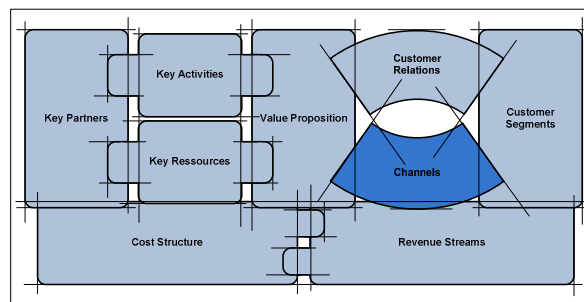 Key Partners
Key Activities
Key Ressources
Value Proposition
Customer
Relations
Channels
Customer
Segments
Cost Structure
Revenue Streams